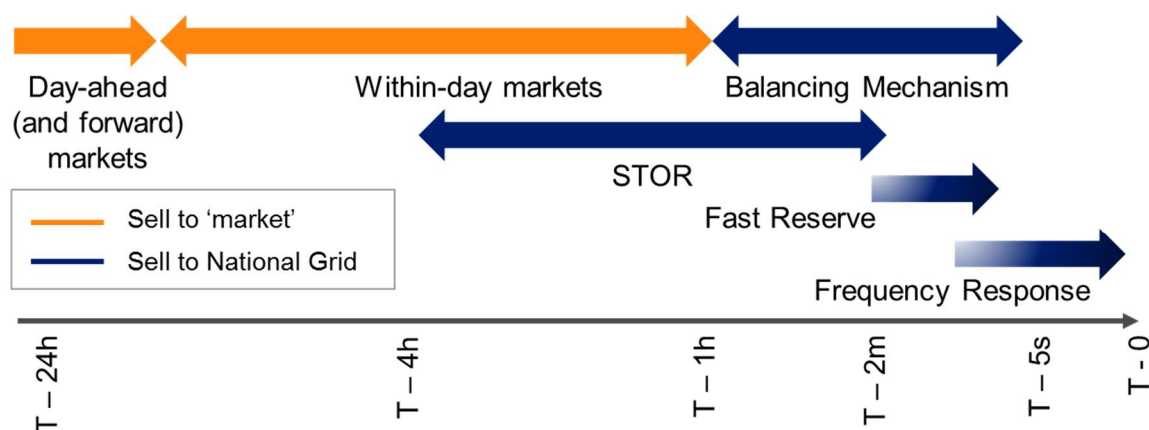 Day-ahead
(and forward)
markets
Within-day markets
Balancing Mechanism
STOR
Fast Reserve
Frequency Response
Sell to ‘market’
Sell to National Grid
T – 24h
T – 4h
T – 1h
T – 2m
T – 5s
T - 0